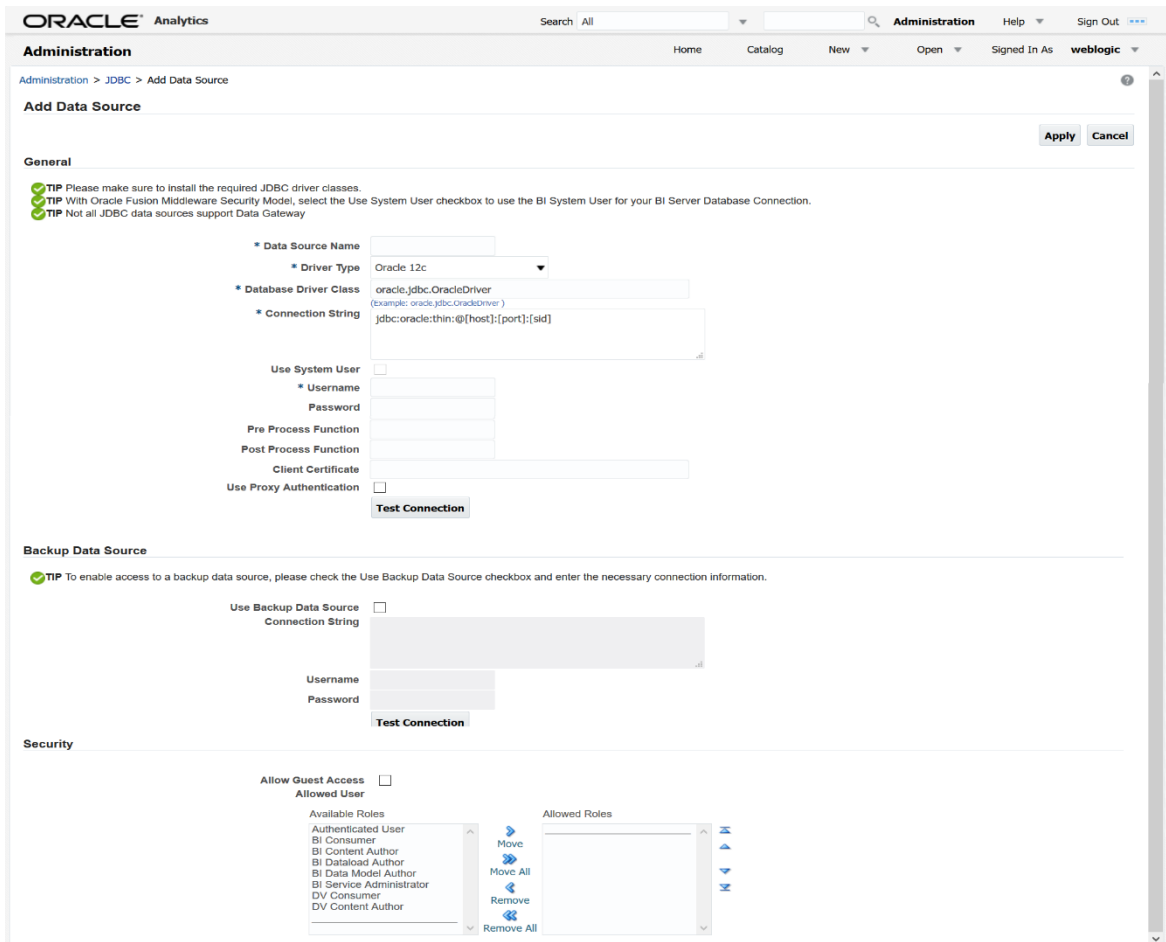 ORACLE® Analytics Search All Administration Help Sign Out
Administration Home Catalog New Open Signed In As weblogic
Administration > JDBC > Add Data Source ?
Add Data Source
Apply Cancel
General
TIP Please make sure to install the required JDBC driver classes.
TIP With Oracle Fusion Middleware Security Model, select the Use System User checkbox to use the BI System User for your BI Server Database Connection.
TIP Not all JDBC data sources support Data Gateway
* Data Source Name
* Driver Type Oracle 12c
* Database Driver Class oracle.jdbc.OracleDriver
(Example: oracle.jdbc.OracleDriver )
* Connection String jdbc:oracle:thin:@[host]:[port]:[sid]
Use System User
* Username
Password
Pre Process Function
Post Process Function
Client Certificate
Use Proxy Authentication
Test Connection
Backup Data Source
TIP To enable access to a backup data source, please check the Use Backup Data Source checkbox and enter the necessary connection information.
Use Backup Data Source
Connection String
Username
Password
Test Connection
Security
Allow Guest Access
Allowed User
Available Roles Allowed Roles
Authenticated User
BI Consumer
BI Content Author
BI Dataload Author
BI Data Model Author
BI Service Administrator
DV Consumer
DV Content Author
Move
Move All
Remove
Remove All